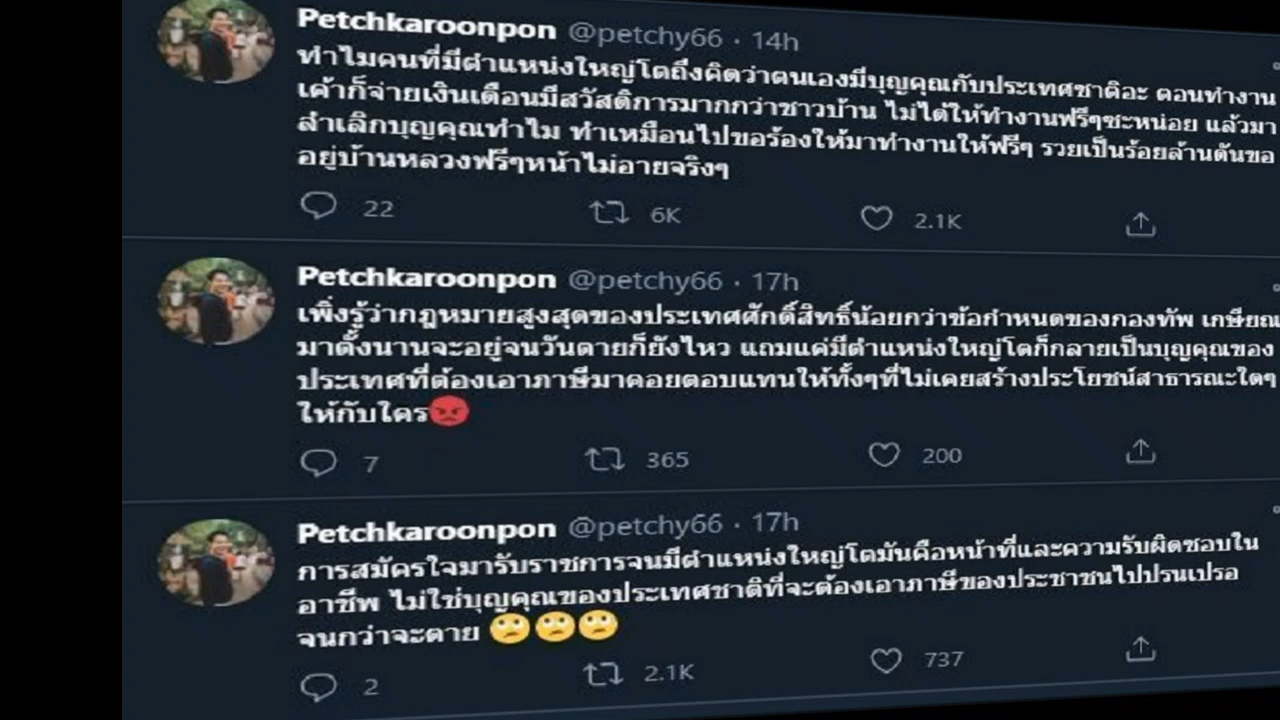 Petchkaroonpon @petchy66 · 14h
ทำไมคนที่มีตำแหน่งใหญ่โตถึงคิดว่าตนเองมีบุญคุณกับประเทศชาติอะ ตอนทำงาน
เค้าก็จ่ายเงินเดือนมีสวัสดิการมากกว่าชาวบ้าน ไม่ได้ให้ทำงานฟรีๆซะหน่อย แล้วมา
ลำเลิกบุญคุณทำไม ทำเหมือนไปขอร้องให้มาทำงานให้ฟรีๆ รวยเป็นร้อยล้านดันขอ
อยู่บ้านหลวงฟรีๆหน้าไม่อายจริงๆ
22 6K 2.1K
Petchkaroonpon @petchy66 · 17h
เพิ่งรู้ว่ากฎหมายสูงสุดของประเทศศักดิ์สิทธิ์น้อยกว่าข้อกำหนดของกองทัพ เกษียณ
มาตั้งนานจะอยู่จนวันตายก็ยังไหว แถมแค่มีตำแหน่งใหญ่โตก็กลายเป็นบุญคุณของ
ประเทศที่ต้องเอาภาษีมาคอยตอบแทนให้ทั้งๆที่ไม่เคยสร้างประโยชน์สาธารณะใดๆ
ให้กับใคร😡
7 365 200
Petchkaroonpon @petchy66 · 17h
การสมัครใจมารับราชการจนมีตำแหน่งใหญ่โตมันคือหน้าที่และความรับผิดชอบใน
อาชีพ ไม่ใช่บุญคุณของประเทศชาติที่จะต้องเอาภาษีของประชาชนไปปรนเปรอ
จนกว่าจะตาย 🙄🙄🙄
2 2.1K 737